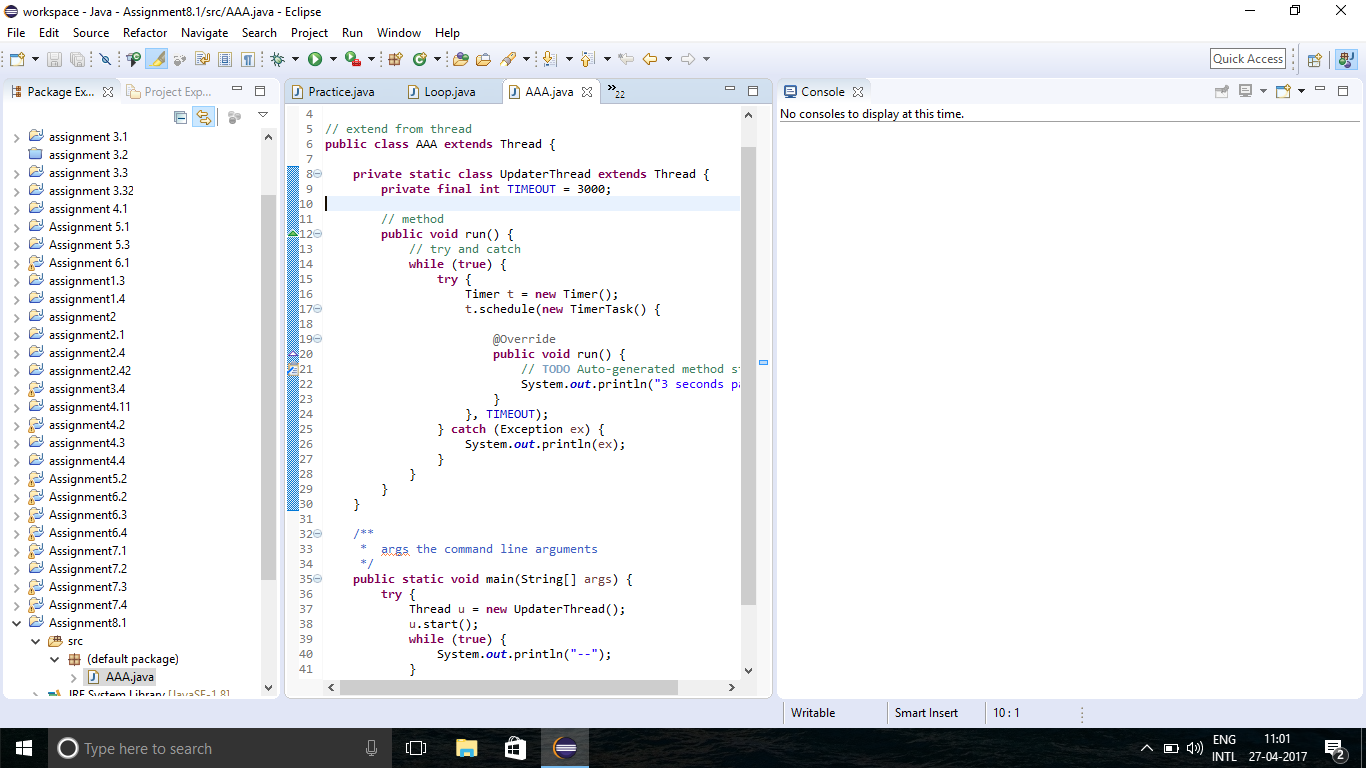 workspace - Java - Assignment8.1/src/AAA.java - Eclipse
File Edit Source Refactor Navigate Search Project Run Window Help
Quick Access
Package Ex... Project Exp...
assignment 3.1
assignment 3.2
assignment 3.3
assignment 3.32
assignment 4.1
Assignment 5.1
Assignment 5.3
Assignment 6.1
assignment1.3
assignment1.4
assignment2
assignment2.1
assignment2.4
assignment2.42
assignment3.4
assignment4.11
assignment4.2
assignment4.3
assignment4.4
Assignment5.2
Assignment6.2
Assignment6.3
Assignment6.4
Assignment7.1
Assignment7.2
Assignment7.3
Assignment7.4
Assignment8.1
src
(default package)
AAA.java
JRE System Library [JavaSE-1.8]
Practice.java Loop.java AAA.java »22
4
5 // extend from thread
6 public class AAA extends Thread {
7
8 private static class UpdaterThread extends Thread {
9 private final int TIMEOUT = 3000;
10
11 // method
12 public void run() {
13 // try and catch
14 while (true) {
15 try {
16 Timer t = new Timer();
17 t.schedule(new TimerTask() {
18
19 @Override
20 public void run() {
21 // TODO Auto-generated method
22 System.out.println("3 seconds
23 }
24 }, TIMEOUT);
25 } catch (Exception ex) {
26 System.out.println(ex);
27 }
28 }
29 }
30 }
31
32 /**
33 * args the command line arguments
34 */
35 public static void main(String[] args) {
36 try {
37 Thread u = new UpdaterThread();
38 u.start();
39 while (true) {
40 System.out.println("--");
41 }
Console
No consoles to display at this time.
Writable Smart Insert 10 : 1
Type here to search
ENG
INTL
11:01
27-04-2017
2